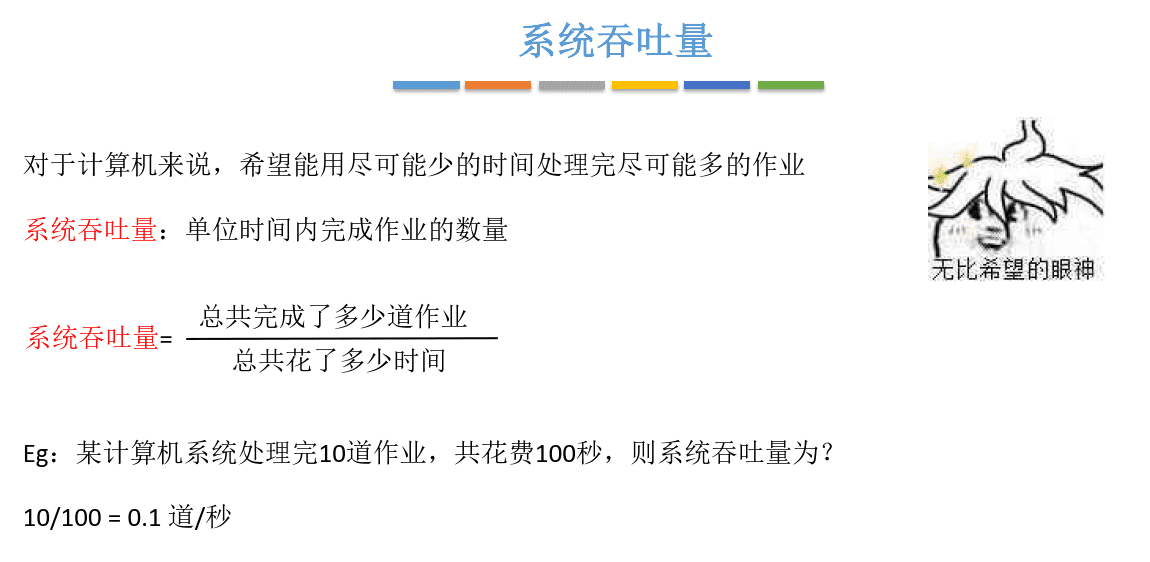 系统吞吐量
对于计算机来说，希望能用尽可能少的时间处理完尽可能多的作业
无比希望的眼神
系统吞吐量：单位时间内完成作业的数量
系统吞吐量=
总共完成了多少道作业
总共花了多少时间
Eg：某计算机系统处理完10道作业，共花费100秒，则系统吞吐量为？
10/100 = 0.1 道/秒